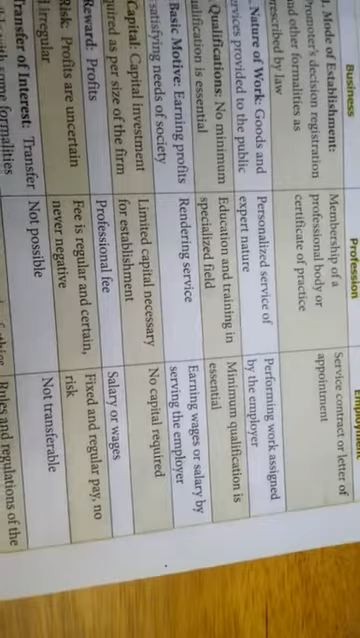 Business
1. Mode of Establishment:
Promoter's decision registration
and other formalities as
prescribed by law
Nature of Work: Goods and
services provided to the public
Qualifications: No minimum
qualification is essential
Basic Motive: Earning profits
satisfying needs of society
Capital: Capital investment
required as per size of the firm
Reward: Profits
Risk: Profits are uncertain
irregular
Transfer of Interest: Transfer
with some formalities
Profession
Membership of a
professional body or
certificate of practice
Personalized service of
expert nature
Education and training in
specialized field
Rendering service
Limited capital necessary
for establishment
Professional fee
Fee is regular and certain,
never negative
Not possible
Employment
Service contract or letter of
appointment
Performing work assigned
by the employer
Minimum qualification is
essential
Earning wages or salary by
serving the employer
No capital required
Salary or wages
Fixed and regular pay, no
risk
Not transferable
Rules and regulations of the